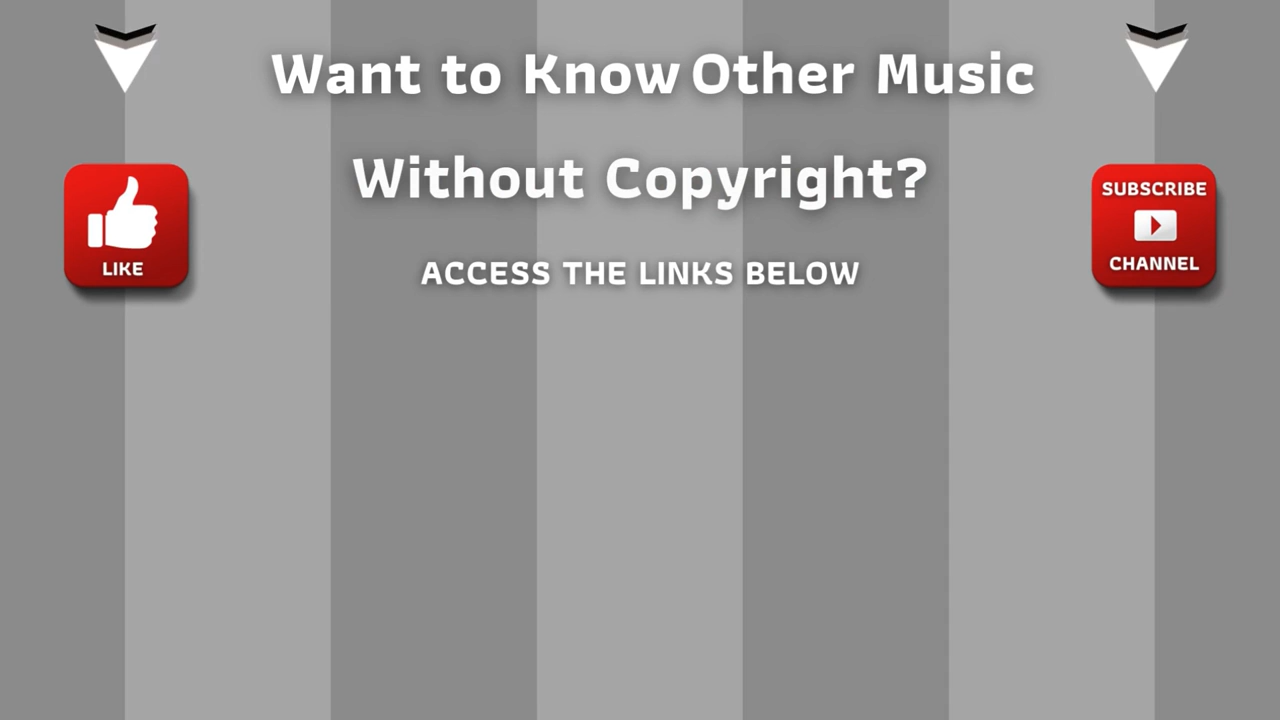 Want to Know Other Music
Without Copyright?
ACCESS THE LINKS BELOW
LIKE
SUBSCRIBE
CHANNEL